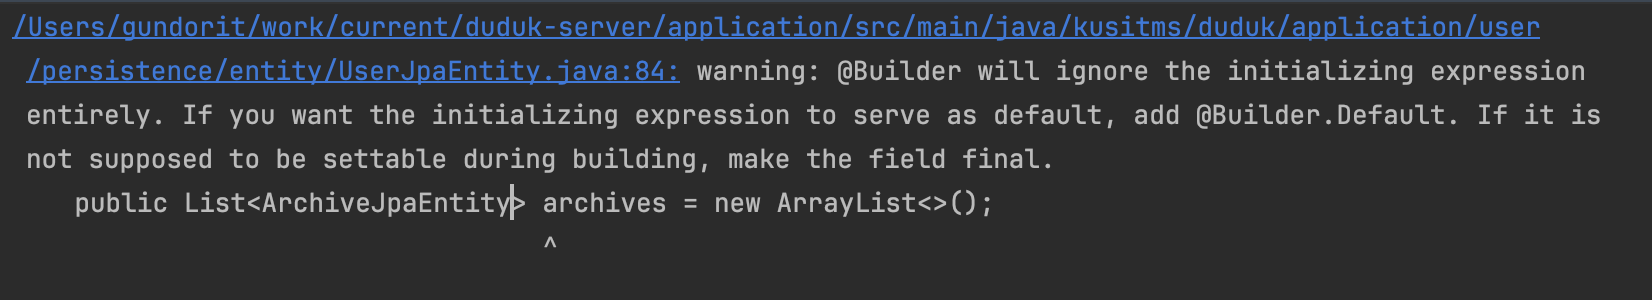 /Users/gundorit/work/current/duduk-server/application/src/main/java/kusitms/duduk/application/user
/persistence/entity/UserJpaEntity.java:84: warning: @Builder will ignore the initializing expression
entirely. If you want the initializing expression to serve as default, add @Builder.Default. If it is
not supposed to be settable during building, make the field final.
public List<ArchiveJpaEntity> archives = new ArrayList<>();
^